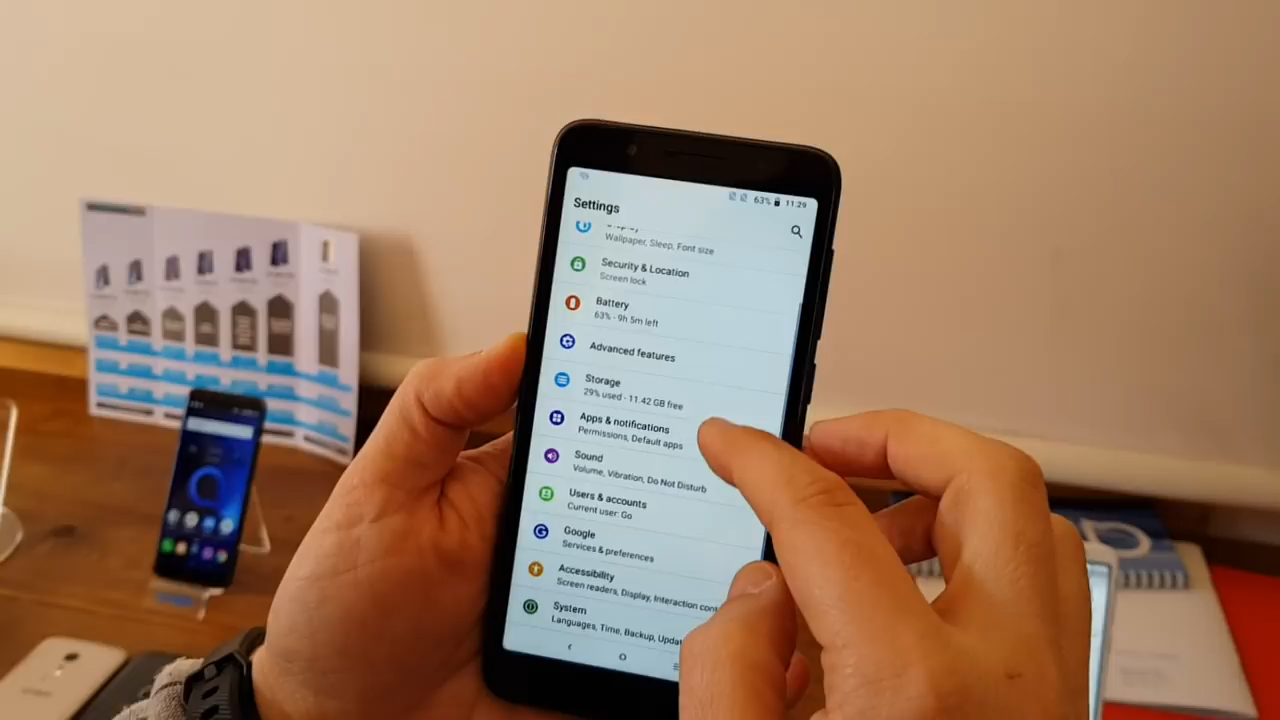 63% 11:29
Settings
Wallpaper, Sleep, Font size
Security & Location
Screen lock
Battery
63% - 9h 5m left
Advanced features
Storage
29% used - 11.42 GB free
Apps & notifications
Permissions, Default apps
Sound
Volume, Vibration, Do Not Disturb
Users & accounts
Current user: Go
Google
Services & preferences
Accessibility
Screen readers, Display, Interaction con
System
Languages, Time, Backup, Updat